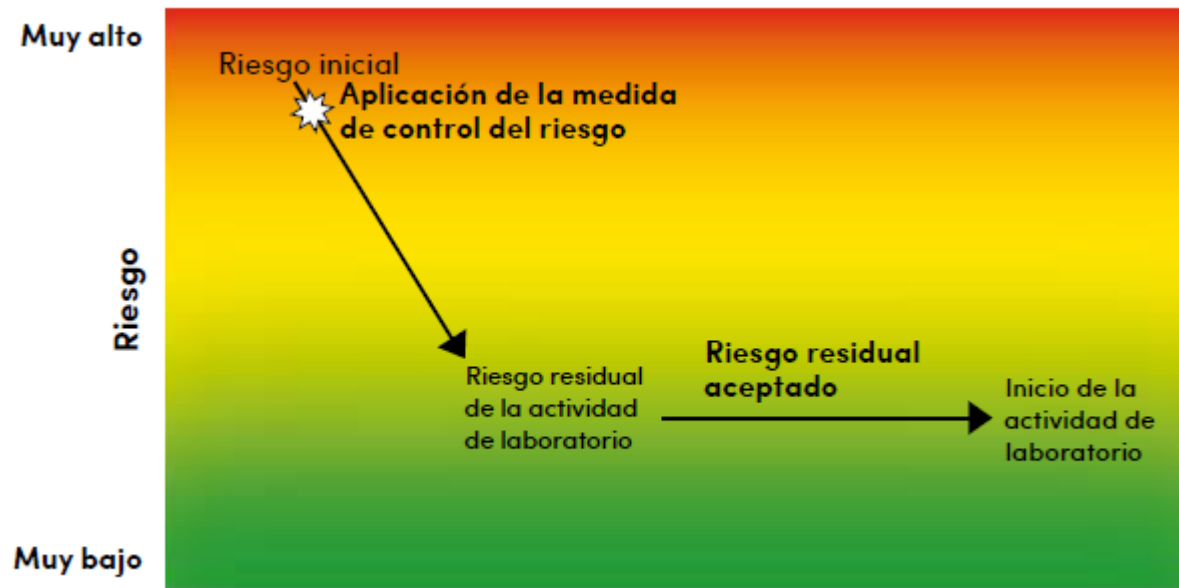 Muy alto
Riesgo inicial
Aplicación de la medida
de control del riesgo
Riesgo
Riesgo residual
de la actividad
de laboratorio
Riesgo residual
aceptado
Inicio de la
actividad de
laboratorio
Muy bajo